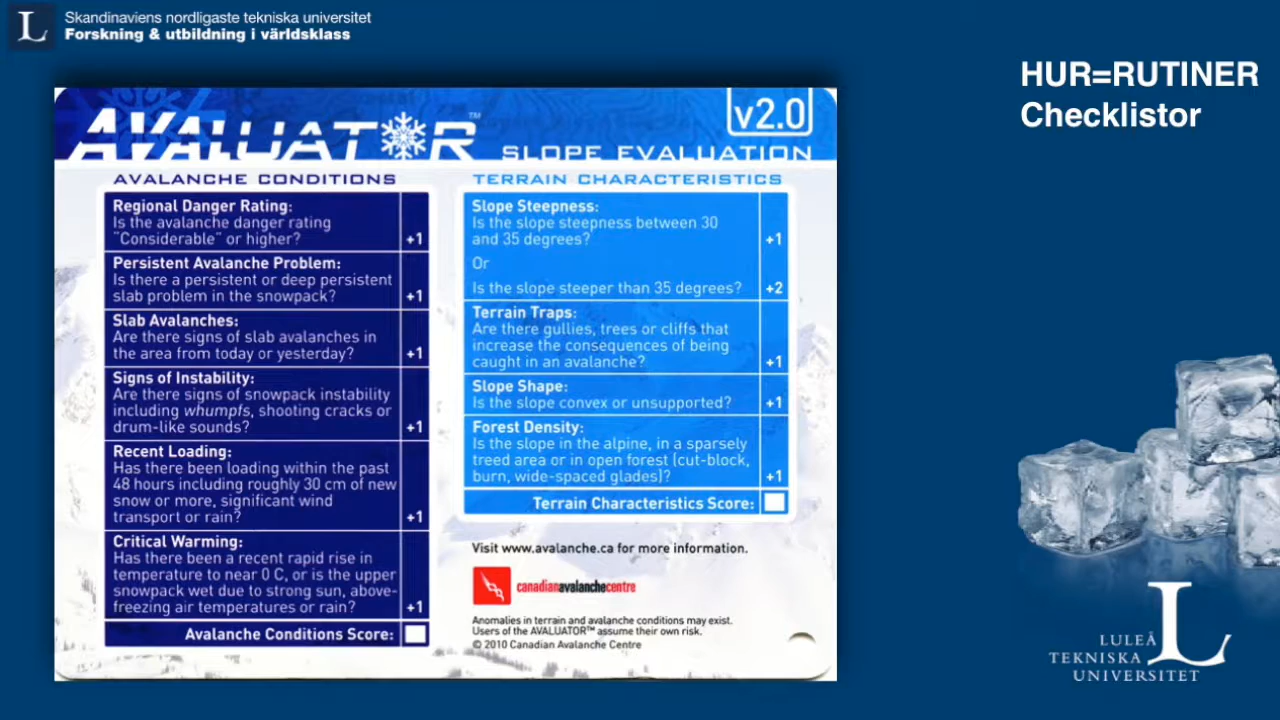 L
Skandinaviens nordligaste tekniska universitet
Forskning & utbildning i världsklass
HUR=RUTINER
Checklistor
AVALUATOR™
v2.0
SLOPE EVALUATION
AVALANCHE CONDITIONS
Regional Danger Rating:
Is the avalanche danger rating
"Considerable" or higher? +1
Persistent Avalanche Problem:
Is there a persistent or deep persistent
slab problem in the snowpack? +1
Slab Avalanches:
Are there signs of slab avalanches in
the area from today or yesterday? +1
Signs of Instability:
Are there signs of snowpack instability
including whumpfs, shooting cracks or
drum-like sounds? +1
Recent Loading:
Has there been loading within the past
48 hours including roughly 30 cm of new
snow or more, significant wind
transport or rain? +1
Critical Warming:
Has there been a recent rapid rise in
temperature to near 0 C, or is the upper
snowpack wet due to strong sun, above-
freezing air temperatures or rain? +1
Avalanche Conditions Score:
TERRAIN CHARACTERISTICS
Slope Steepness:
Is the slope steepness between 30
and 35 degrees? +1
Or
Is the slope steeper than 35 degrees? +2
Terrain Traps:
Are there gullies, trees or cliffs that
increase the consequences of being
caught in an avalanche? +1
Slope Shape:
Is the slope convex or unsupported? +1
Forest Density:
Is the slope in the alpine, in a sparsely
treed area or in open forest (cut-block,
burn, wide-spaced glades)? +1
Terrain Characteristics Score:
Visit www.avalanche.ca for more information.
canadianavalanchecentre
Anomalies in terrain and avalanche conditions may exist.
Users of the AVALUATOR™ assume their own risk.
© 2010 Canadian Avalanche Centre
L
LULEÅ
TEKNISKA
UNIVERSITET